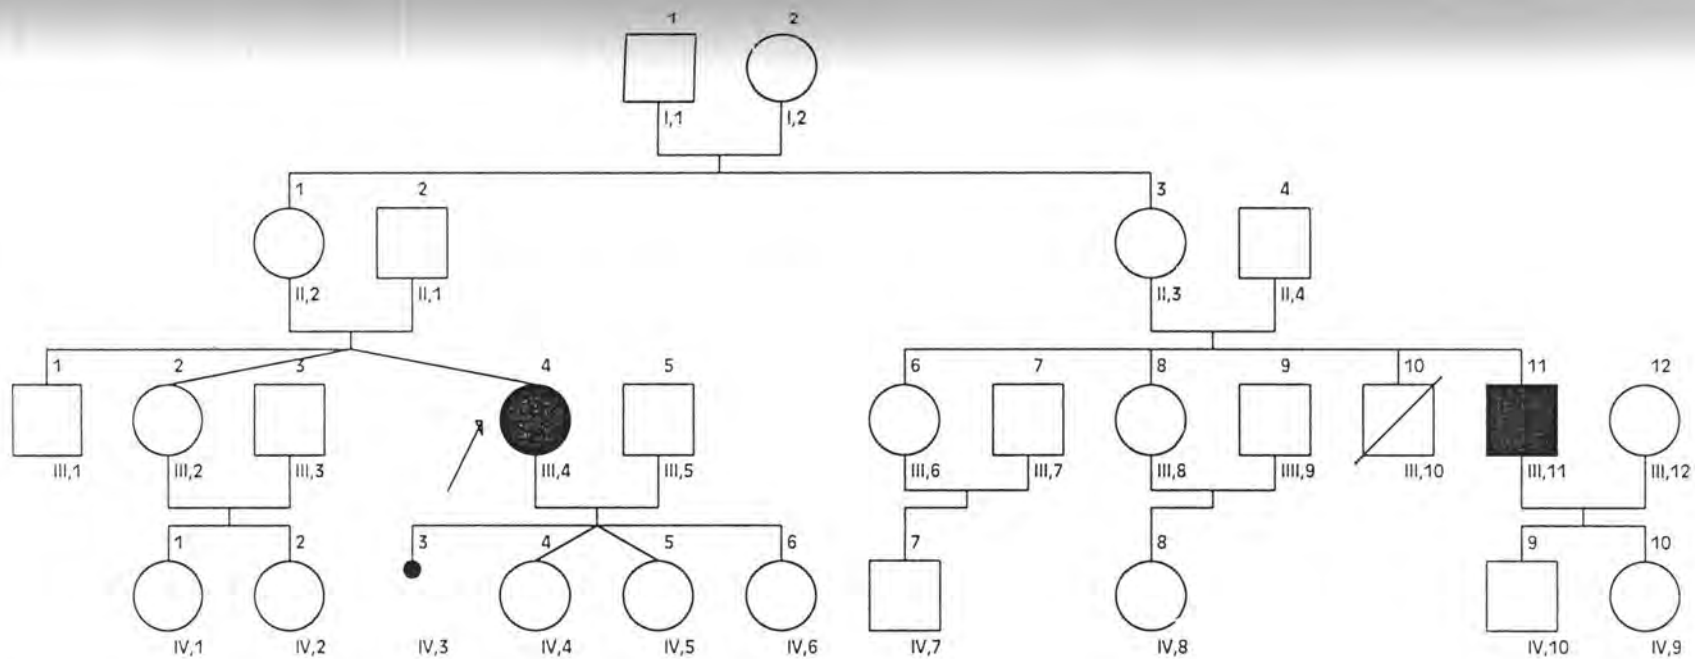 1 2
I,1 I,2
1 2 3 4
II,2 II,1 II,3 II,4
1 2 3 4 5 6 7 8 9 10 11 12
III,1 III,2 III,3 III,4 III,5 III,6 III,7 III,8 IIII,9 III,10 III,11 III,12
1 2 3 4 5 6 7 8 9 10
IV,1 IV,2 IV,3 IV,4 IV,5 IV,6 IV,7 IV,8 IV,10 IV,9